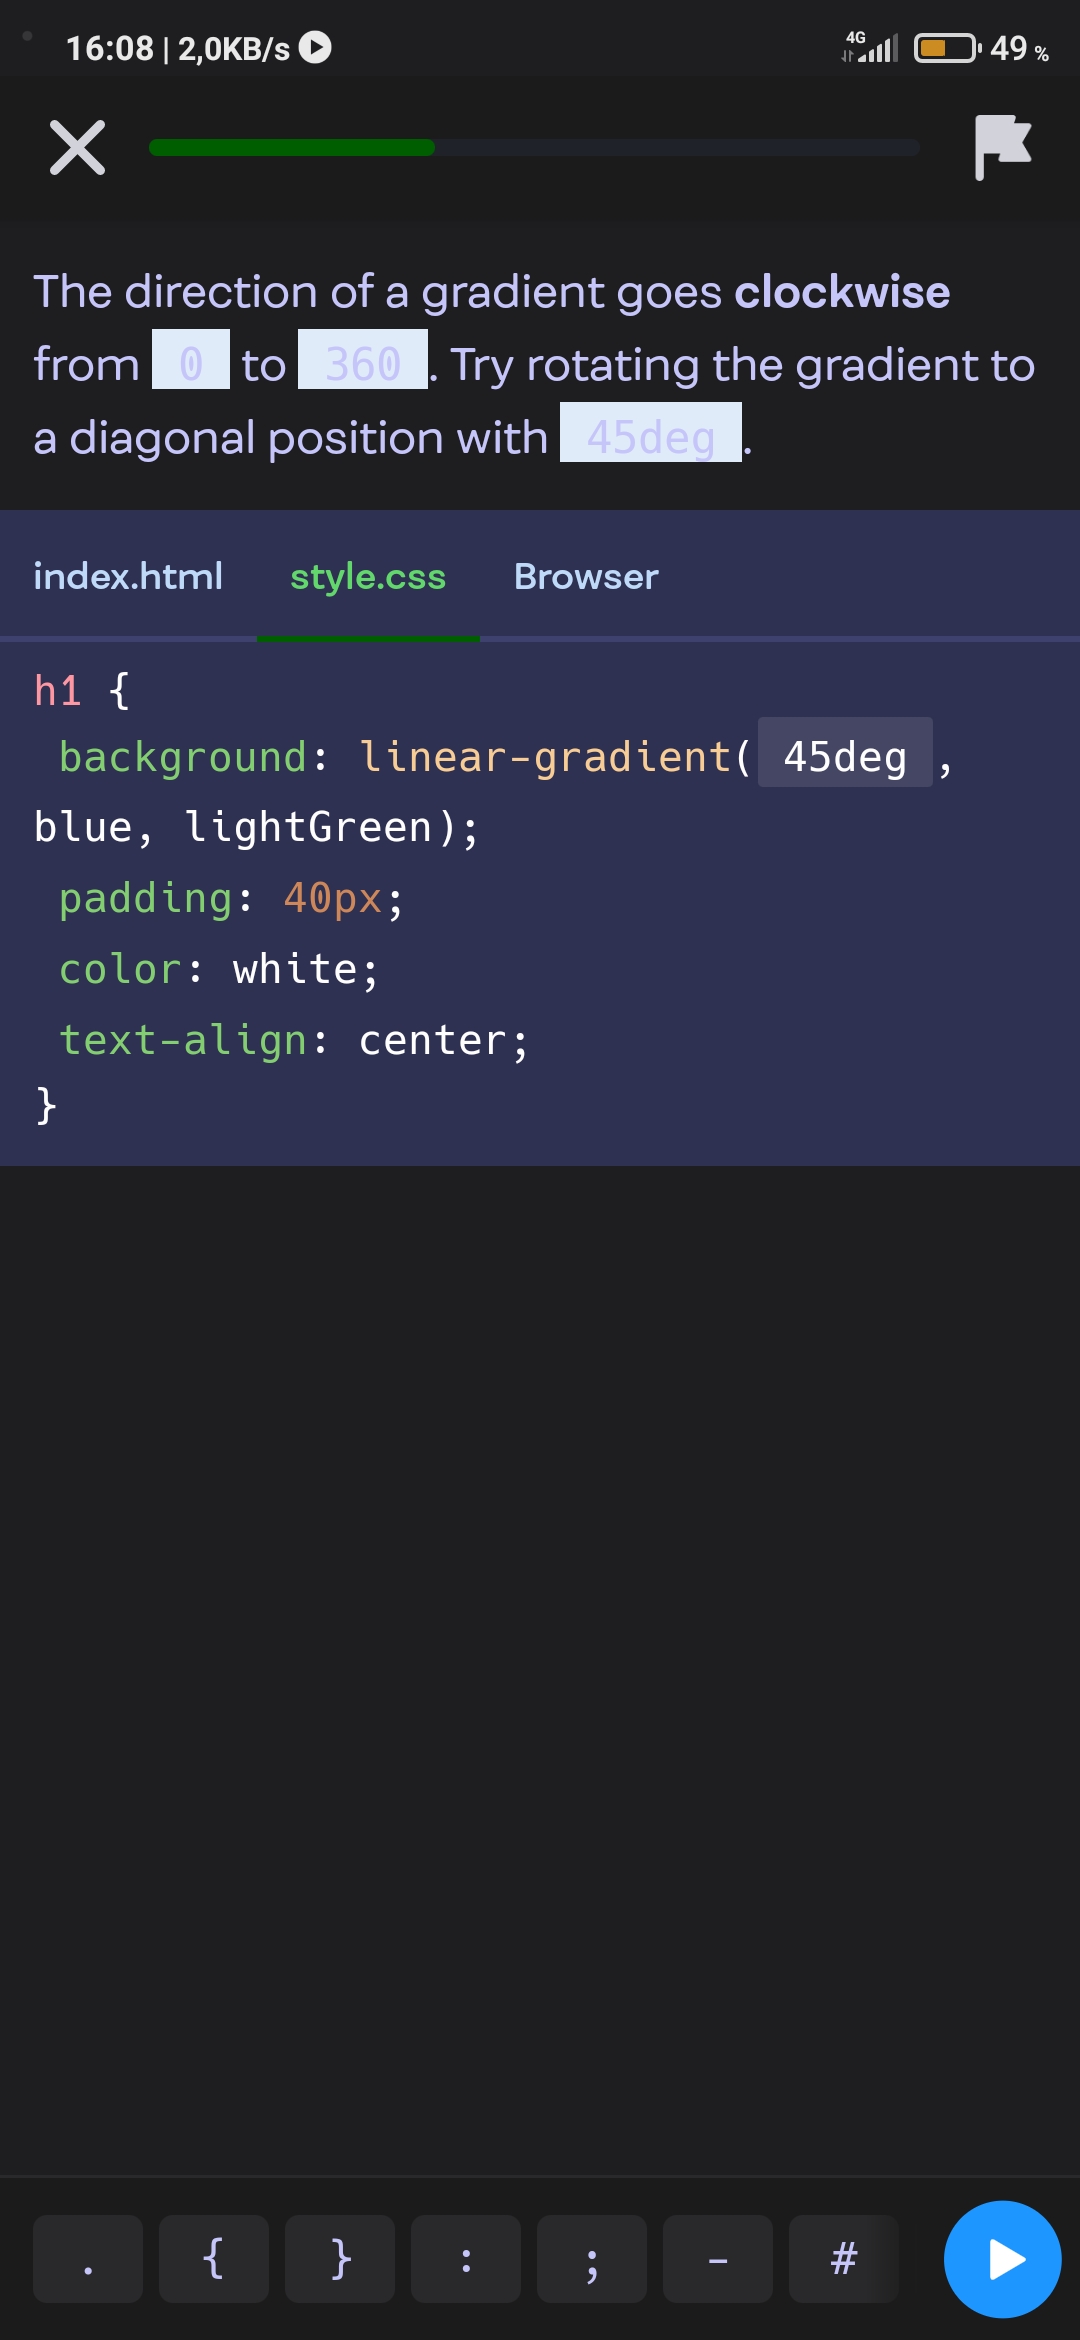 16:08 | 2,0KB/s
4G
49 %
The direction of a gradient goes clockwise
from 0 to 360. Try rotating the gradient to
a diagonal position with 45deg.
index.html style.css Browser
h1 {
background: linear-gradient( 45deg ,
blue, lightGreen);
padding: 40px;
color: white;
text-align: center;
}
. { } : ; - #